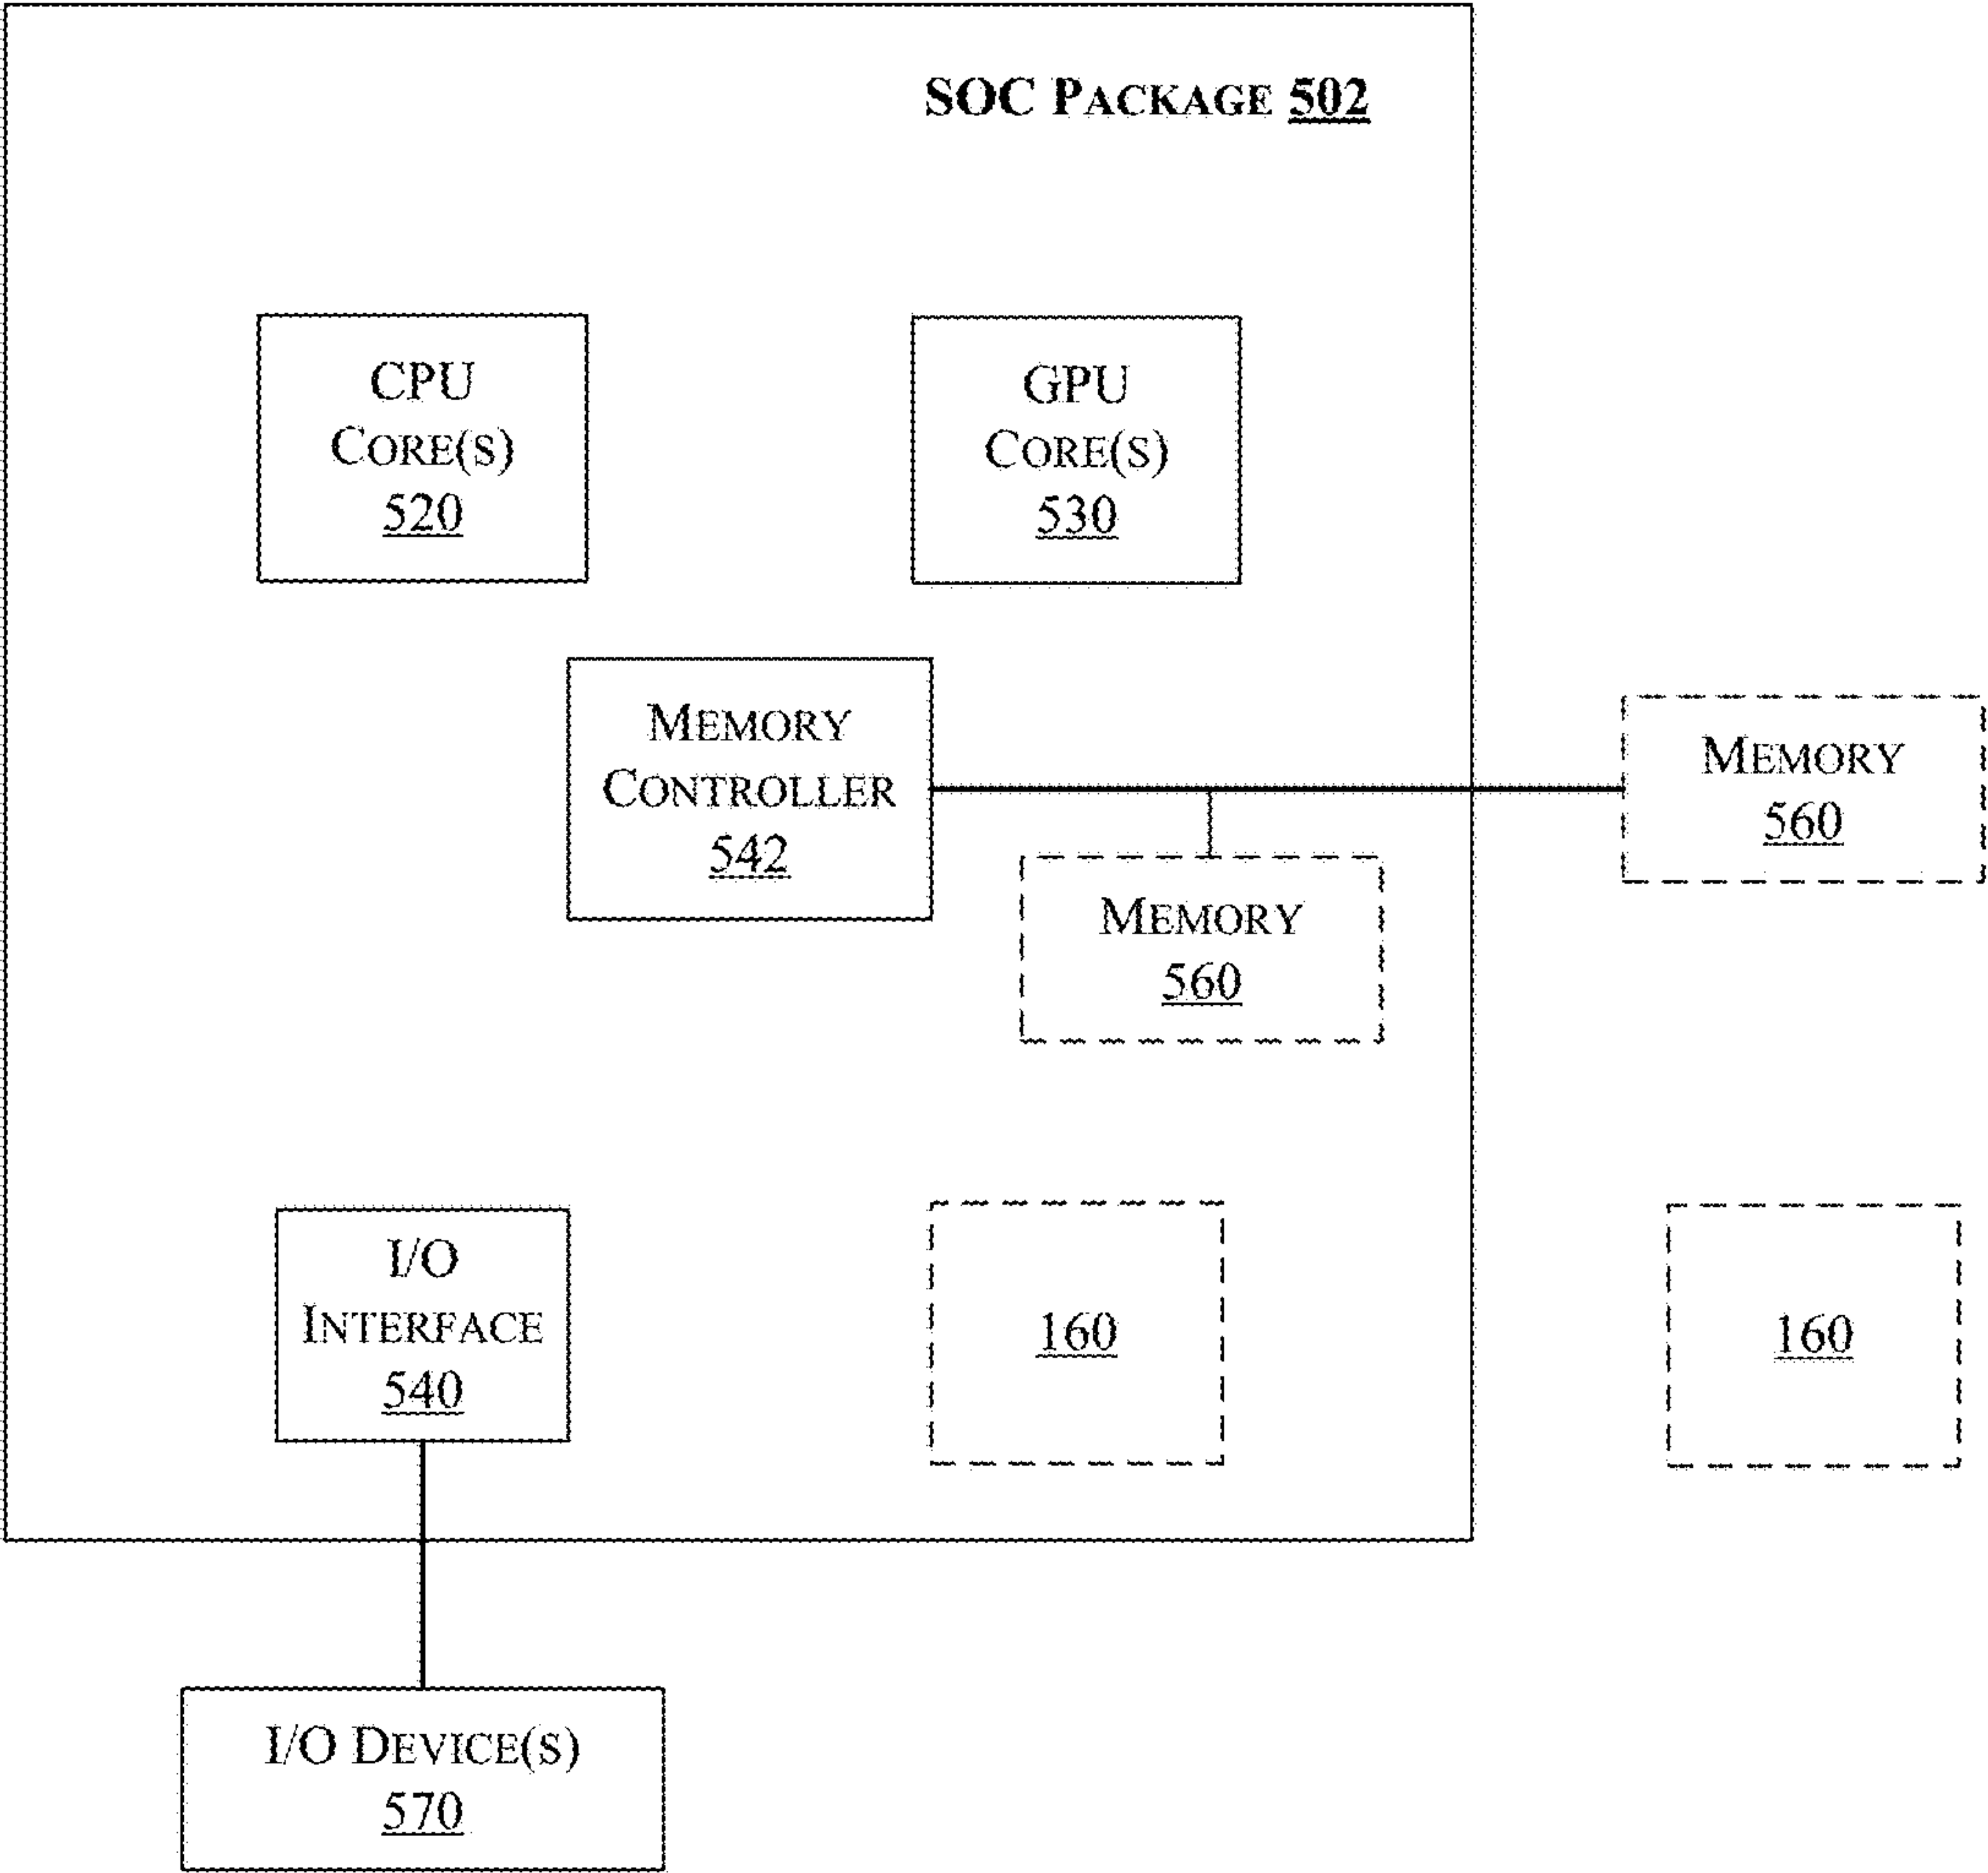 SOC PACKAGE 502
CPU
CORE(S)
520
GPU
CORE(S)
530
MEMORY
CONTROLLER
542
MEMORY
560
MEMORY
560
I/O
INTERFACE
540
160
160
I/O DEVICE(S)
570